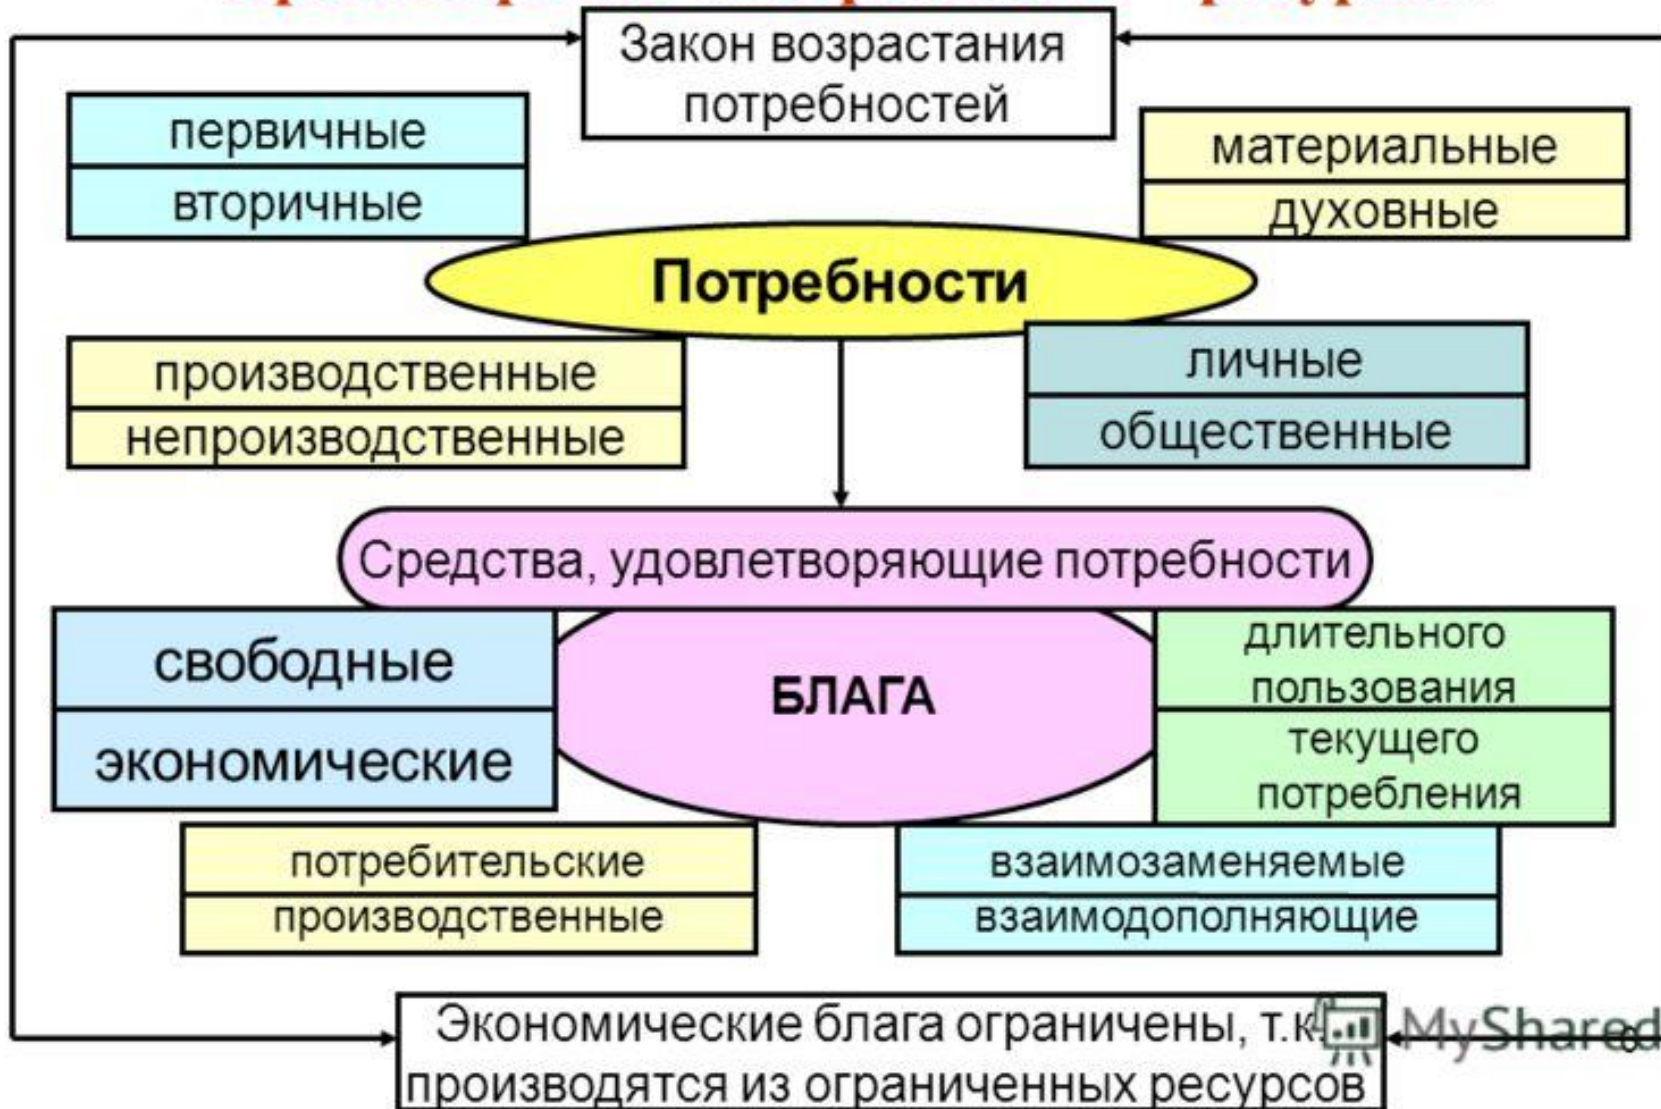 Закон возрастания
потребностей
первичные
вторичные
материальные
духовные
Потребности
производственные
непроизводственные
личные
общественные
Средства, удовлетворяющие потребности
свободные
экономические
БЛАГА
длительного
пользования
текущего
потребления
потребительские
производственные
взаимозаменяемые
взаимодополняющие
Экономические блага ограничены, т.к.
производятся из ограниченных ресурсов
MyShared